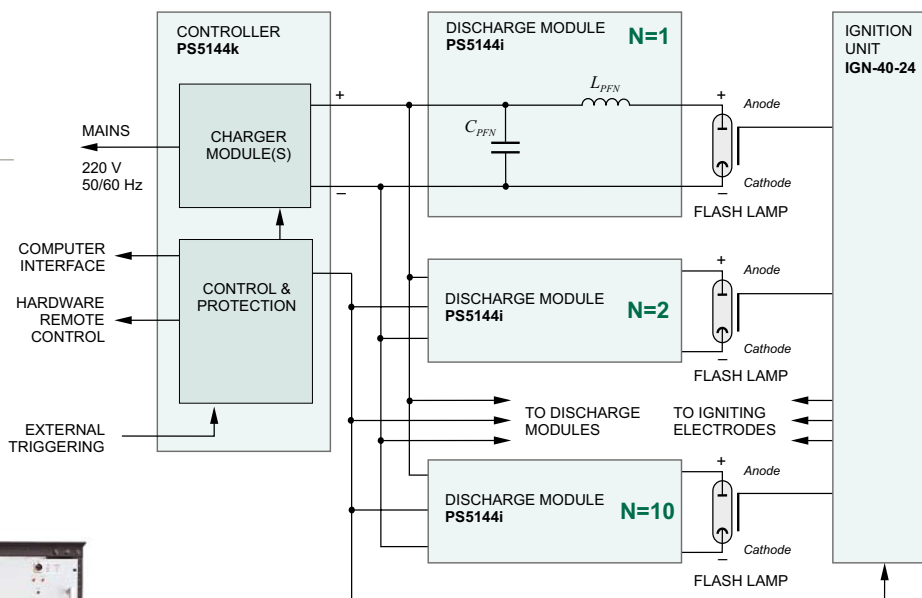 CONTROLLER
PS5144k
CHARGER
MODULE(S)
+
–
MAINS
220 V
50/60 Hz
COMPUTER
INTERFACE
HARDWARE
REMOTE
CONTROL
CONTROL &
PROTECTION
EXTERNAL
TRIGGERING
DISCHARGE MODULE
PS5144i
N=1
L_PFN
C_PFN
+
Anode
Cathode
–
FLASH LAMP
DISCHARGE MODULE
PS5144i
N=2
+
Anode
Cathode
–
FLASH LAMP
TO DISCHARGE
MODULES
TO IGNITING
ELECTRODES
DISCHARGE MODULE
PS5144i
N=10
+
Anode
Cathode
–
FLASH LAMP
IGNITION
UNIT
IGN-40-24